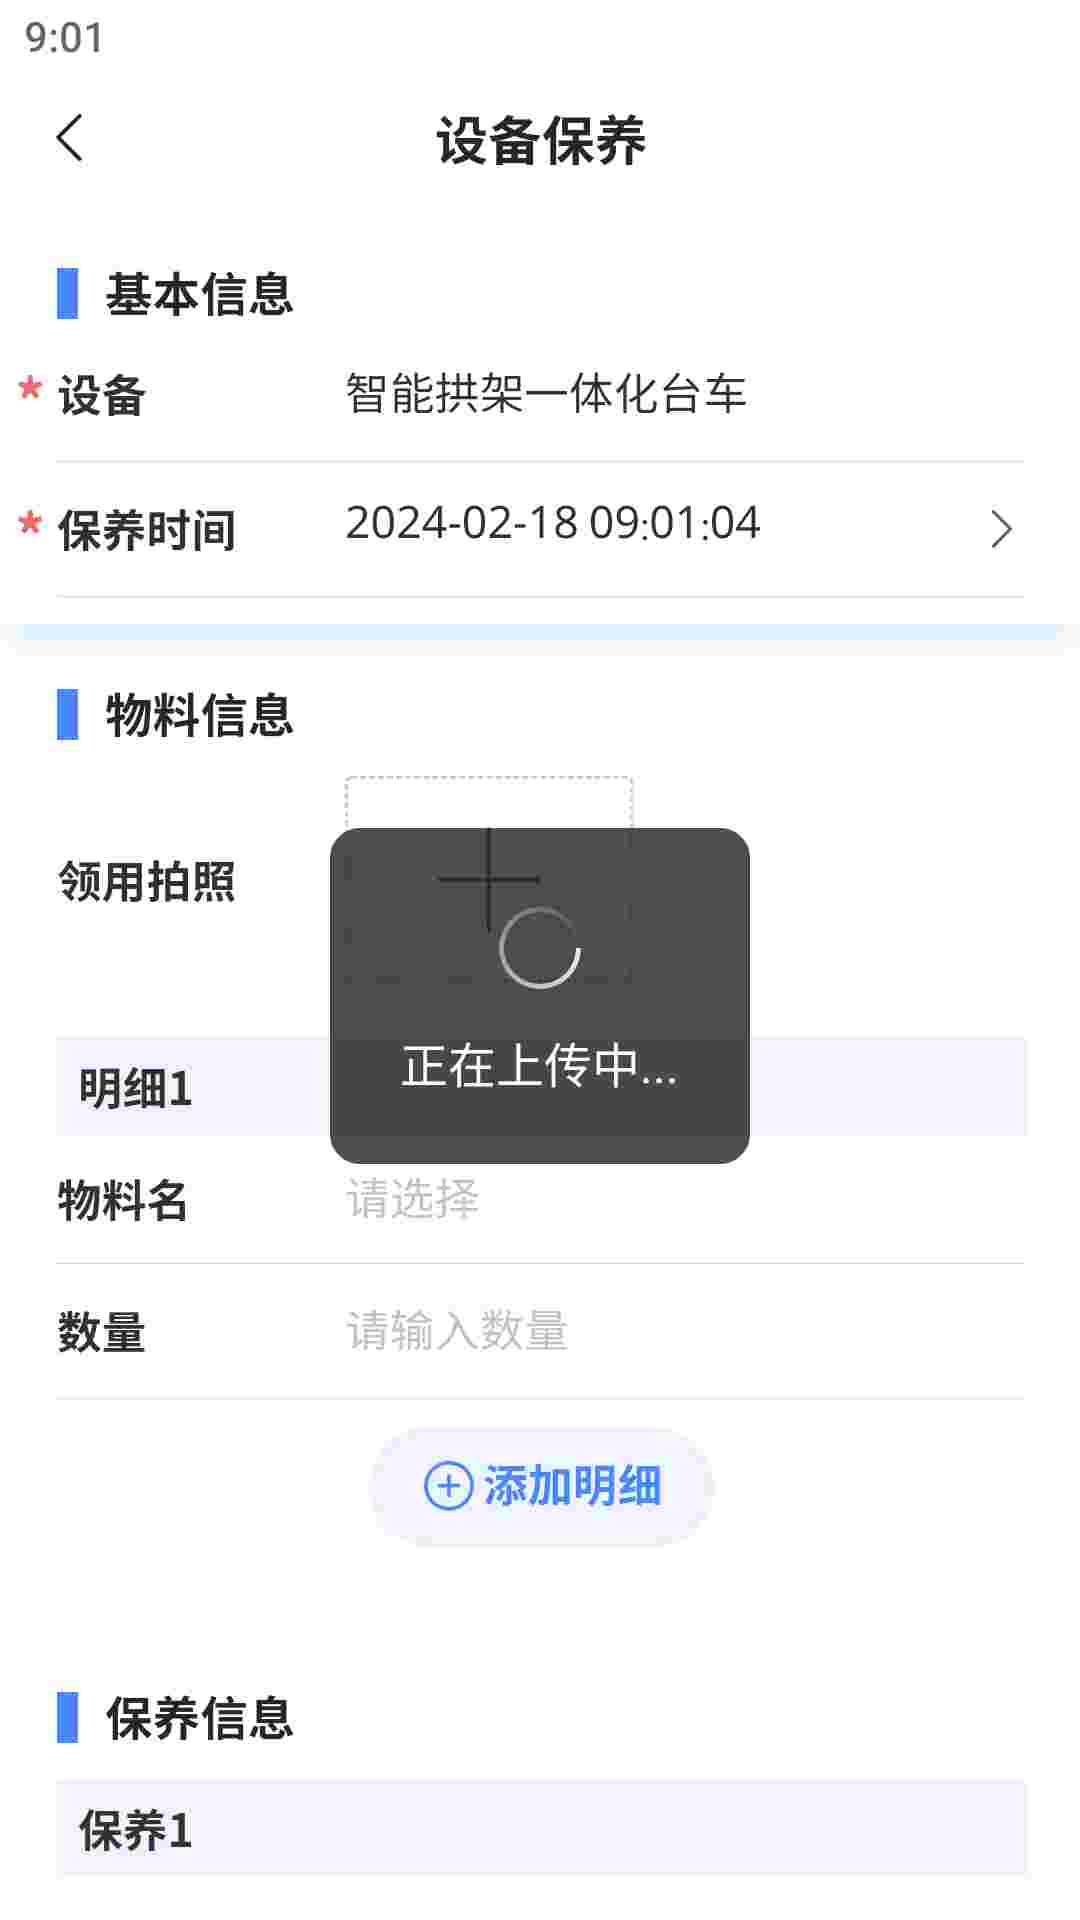 9:01
设备保养
基本信息
* 设备 智能拱架一体化台车
* 保养时间 2024-02-18 09:01:04
物料信息
领用拍照
正在上传中...
明细1
物料名 请选择
数量 请输入数量
添加明细
保养信息
保养1